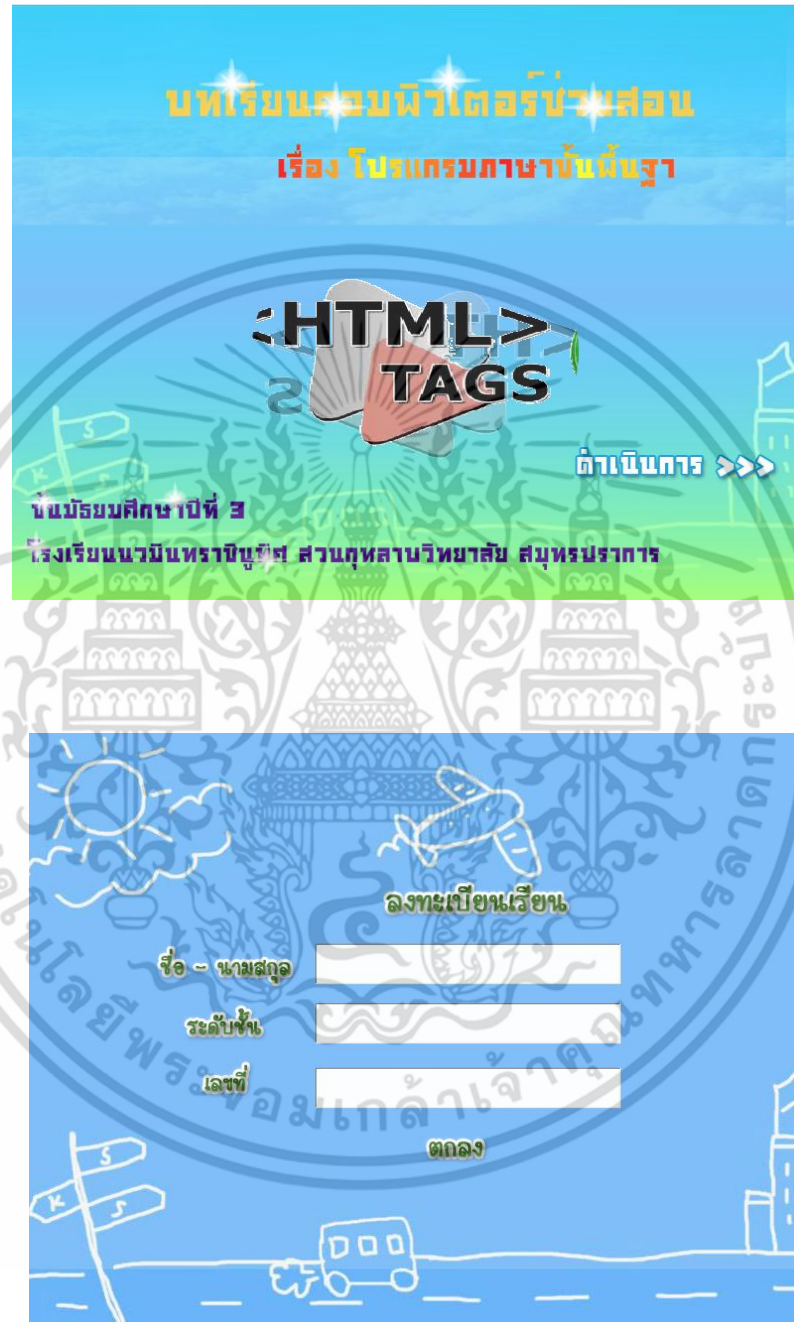 บทเรียนคอมพิวเตอร์ช่วยสอน
เรื่อง โปรแกรมภาษาขั้นพื้นฐา
<HTML>
TAGS
ดำเนินการ >>>
ชั้นมัธยมศึกษาปีที่ 3
โรงเรียนนวมินทราชินูทิศ สวนกุหลาบวิทยาลัย สมุทรปราการ
K
S
ลงทะเบียนเรียน
ชื่อ - นามสกุล
ระดับชั้น
เลขที่
ตกลง
S
K
S